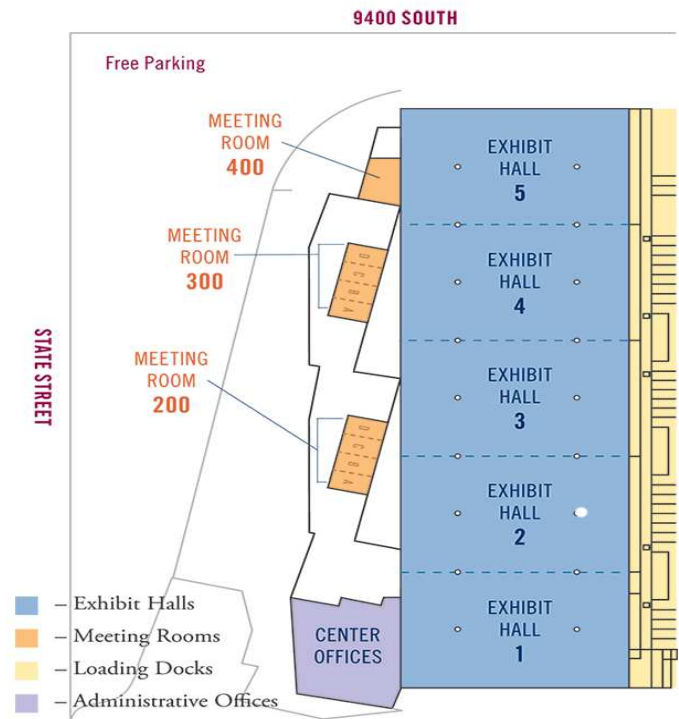 9400 SOUTH
Free Parking
STATE STREET
MEETING
ROOM
400
MEETING
ROOM
300
D C B A
MEETING
ROOM
200
D C B A
EXHIBIT
HALL
5
EXHIBIT
HALL
4
EXHIBIT
HALL
3
EXHIBIT
HALL
2
EXHIBIT
HALL
1
CENTER
OFFICES
– Exhibit Halls
– Meeting Rooms
– Loading Docks
– Administrative Offices